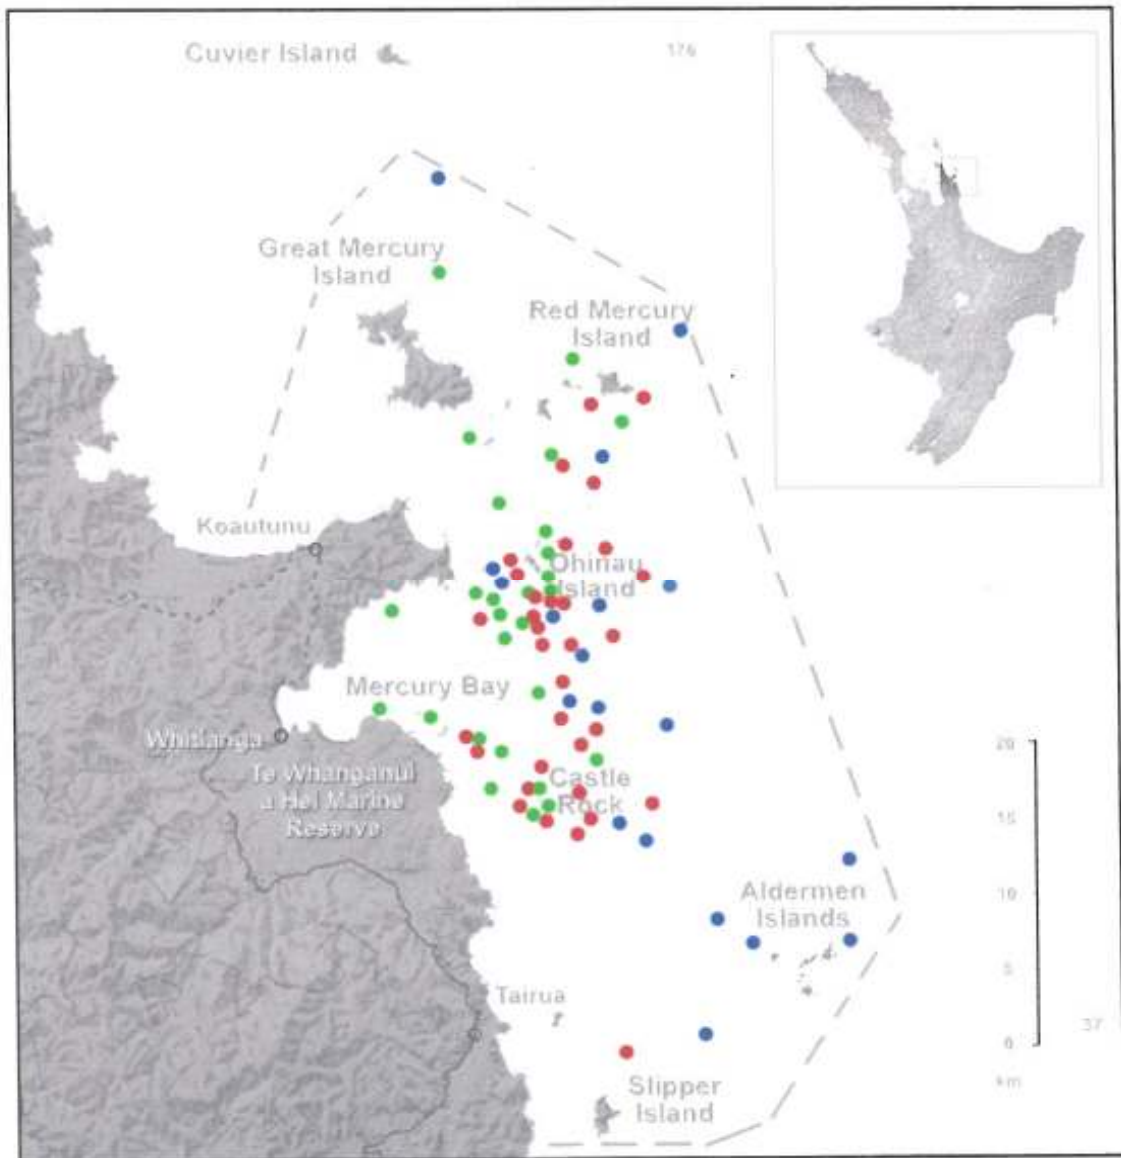 Cuvier Island
176
Great Mercury
Island
Red Mercury
Island
Koautunu
Ohinau
Island
Mercury Bay
Whitianga
Te Whanganui
a Hei Marine
Reserve
Castle
Rock
20
15
10
5
0
km
37
Aldermen
Islands
Tairua
Slipper
Island